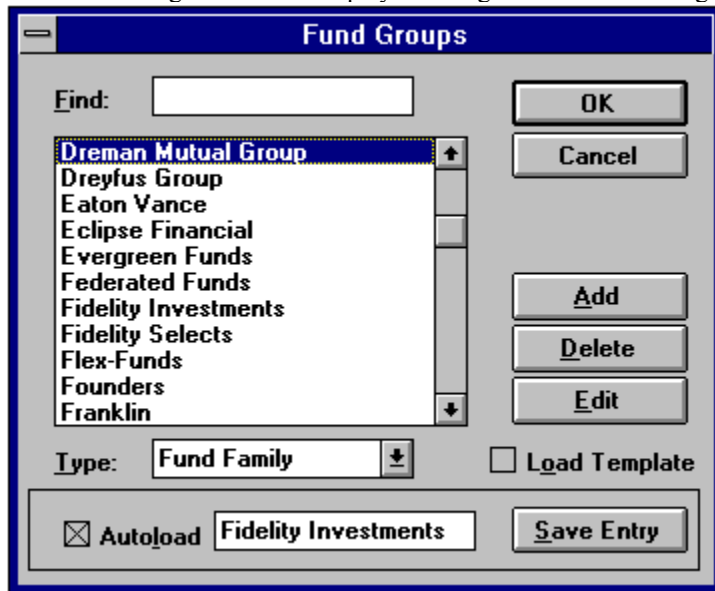 Fund Groups
Find:
OK
Cancel
Dreman Mutual Group
Dreyfus Group
Eaton Vance
Eclipse Financial
Evergreen Funds
Federated Funds
Fidelity Investments
Fidelity Selects
Flex-Funds
Founders
Franklin
Add
Delete
Edit
Type: Fund Family
Load Template
Autoload Fidelity Investments
Save Entry